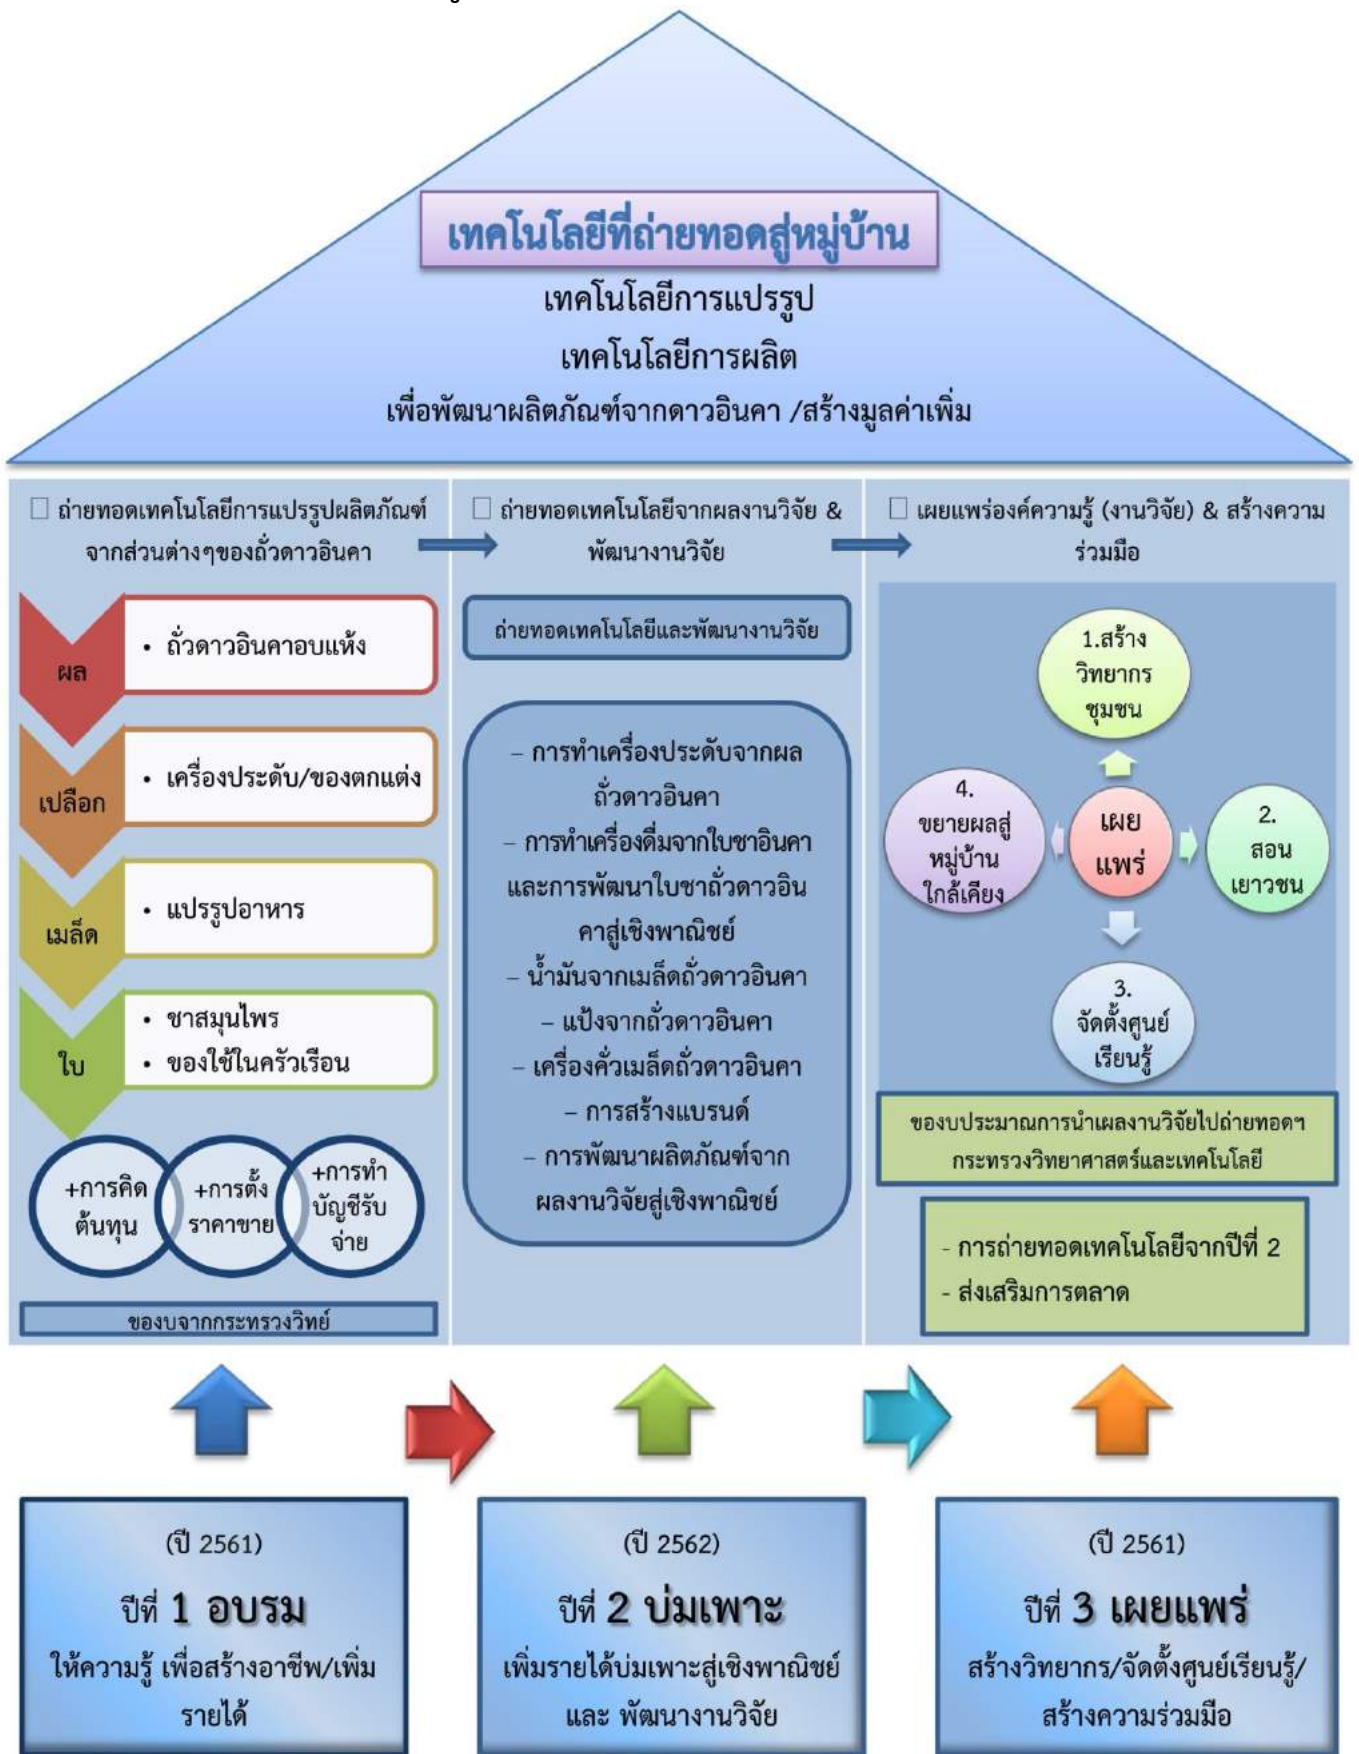 เทคโนโลยีที่ถ่ายทอดสู่หมู่บ้าน
เทคโนโลยีการแปรรูป
เทคโนโลยีการผลิต
เพื่อพัฒนาผลิตภัณฑ์จากดาวอินคา /สร้างมูลค่าเพิ่ม
ถ่ายทอดเทคโนโลยีการแปรรูปผลิตภัณฑ์
จากส่วนต่างๆของถั่วดาวอินคา
ผล
• ถั่วดาวอินคาอบแห้ง
เปลือก
• เครื่องประดับ/ของตกแต่ง
เมล็ด
• แปรรูปอาหาร
ใบ
• ชาสมุนไพร
• ของใช้ในครัวเรือน
+การคิด
ต้นทุน
+การตั้ง
ราคาขาย
+การทำ
บัญชีรับ
จ่าย
ของบจากกระทรวงวิทย์
ถ่ายทอดเทคโนโลยีจากผลงานวิจัย &
พัฒนางานวิจัย
ถ่ายทอดเทคโนโลยีและพัฒนางานวิจัย
– การทำเครื่องประดับจากผล
ถั่วดาวอินคา
– การทำเครื่องดื่มจากใบชาอินคา
และการพัฒนาใบชาถั่วดาวอิน
คาสู่เชิงพาณิชย์
– น้ำมันจากเมล็ดถั่วดาวอินคา
– แป้งจากถั่วดาวอินคา
– เครื่องคั่วเมล็ดถั่วดาวอินคา
– การสร้างแบรนด์
– การพัฒนาผลิตภัณฑ์จาก
ผลงานวิจัยสู่เชิงพาณิชย์
เผยแพร่องค์ความรู้ (งานวิจัย) & สร้างความ
ร่วมมือ
1.สร้าง
วิทยากร
ชุมชน
4.
ขยายผลสู่
หมู่บ้าน
ใกล้เคียง
เผย
แพร่
2.
สอน
เยาวชน
3.
จัดตั้งศูนย์
เรียนรู้
ของบประมาณการนำผลงานวิจัยไปถ่ายทอดฯ
กระทรวงวิทยาศาสตร์และเทคโนโลยี
- การถ่ายทอดเทคโนโลยีจากปีที่ 2
- ส่งเสริมการตลาด
(ปี 2561)
ปีที่ 1 อบรม
ให้ความรู้ เพื่อสร้างอาชีพ/เพิ่ม
รายได้
(ปี 2562)
ปีที่ 2 บ่มเพาะ
เพิ่มรายได้บ่มเพาะสู่เชิงพาณิชย์
และ พัฒนางานวิจัย
(ปี 2561)
ปีที่ 3 เผยแพร่
สร้างวิทยากร/จัดตั้งศูนย์เรียนรู้/
สร้างความร่วมมือ